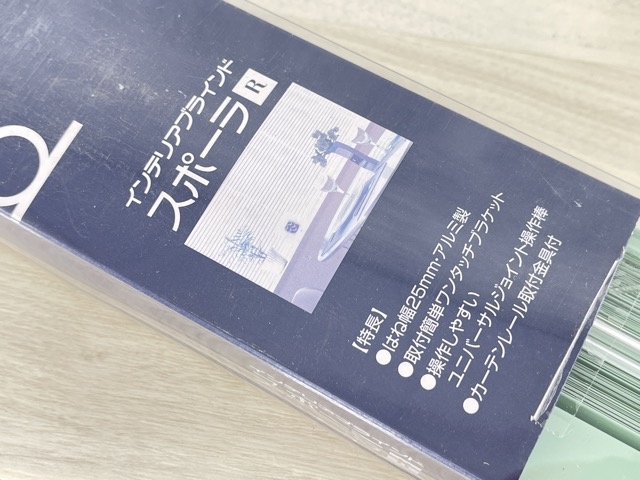 インテリアブラインド
スポーラR
【特長】
●はね幅25mm・アルミ製
●取付簡単ワンタッチブラケット
●操作しやすい
ユニバーサルジョイント操作棒
●カーテンレール取付金具付